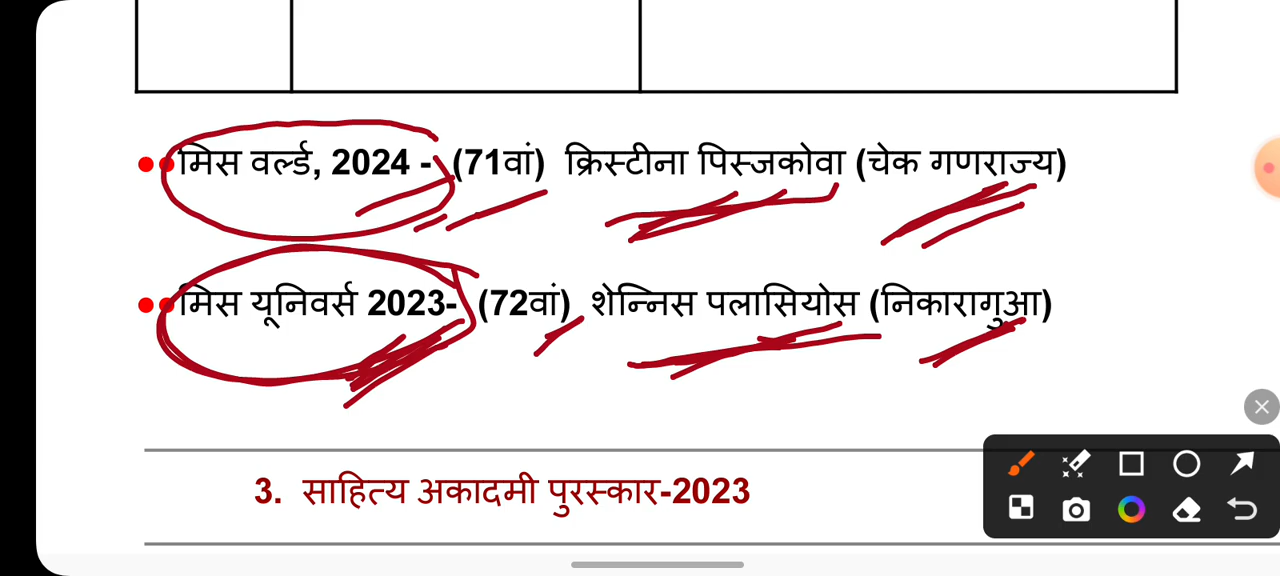 मिस वर्ल्ड, 2024 - (71वां) क्रिस्टीना पिस्जकोवा (चेक गणराज्य)
मिस यूनिवर्स 2023- (72वां) शेन्निस पलासियोस (निकारागुआ)
3. साहित्य अकादमी पुरस्कार-2023